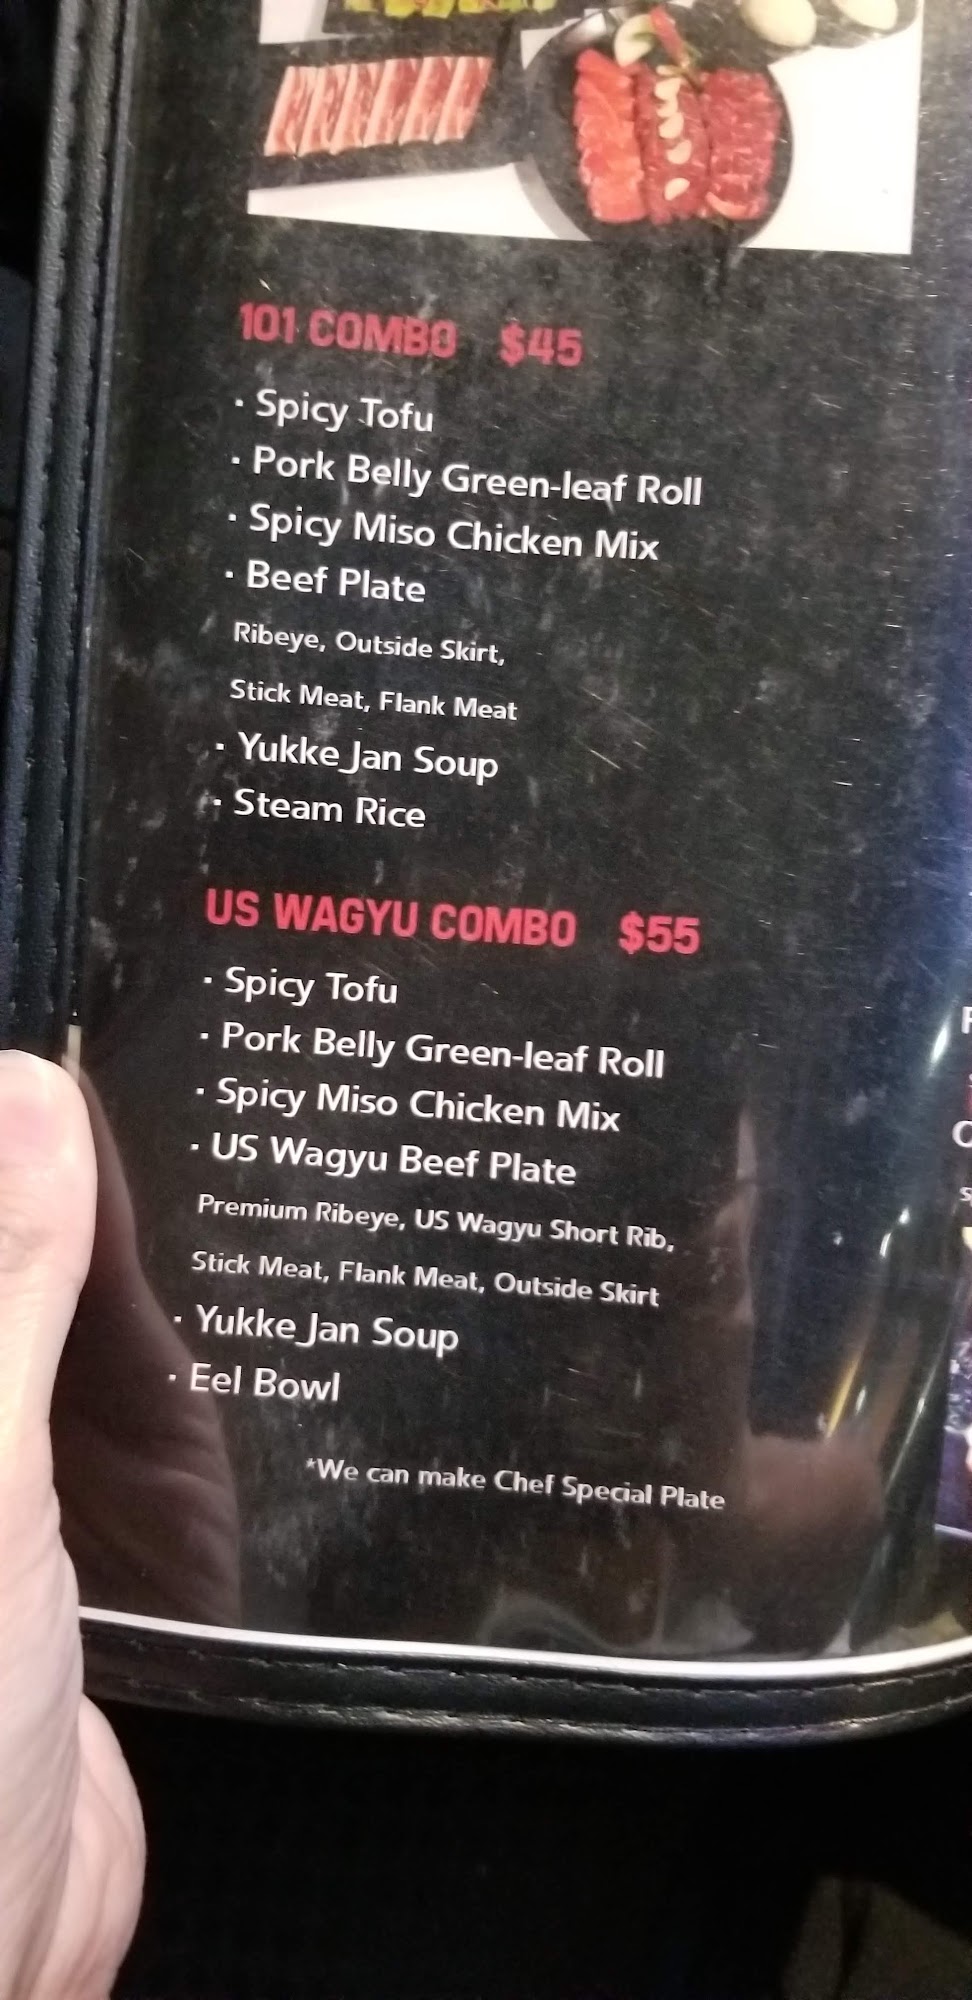 101 COMBO $45
· Spicy Tofu
· Pork Belly Green-leaf Roll
· Spicy Miso Chicken Mix
· Beef Plate
Ribeye, Outside Skirt,
Stick Meat, Flank Meat
· Yukke Jan Soup
· Steam Rice
US WAGYU COMBO $55
· Spicy Tofu
· Pork Belly Green-leaf Roll
· Spicy Miso Chicken Mix
· US Wagyu Beef Plate
Premium Ribeye, US Wagyu Short Rib,
Stick Meat, Flank Meat, Outside Skirt
· Yukke Jan Soup
· Eel Bowl
*We can make Chef Special Plate